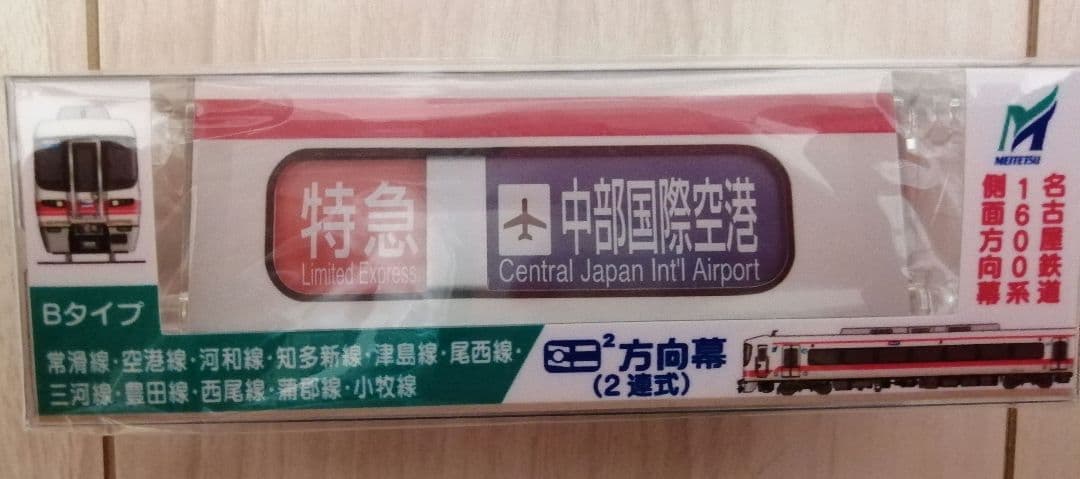 特急
Limited Express
中部国際空港
Central Japan Int'l Airport
MEITETSU
名古屋鉄道
1600系
側面方向幕
Bタイプ
常滑線・空港線・河和線・知多新線・津島線・尾西線・
三河線・豊田線・西尾線・蒲郡線・小牧線
2方向幕
(2連式)